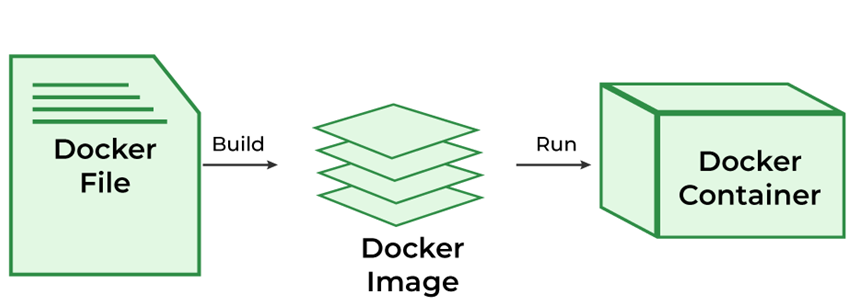 Docker
File
Build
Docker
Image
Run
Docker
Container